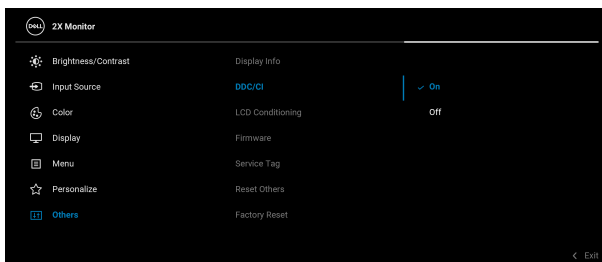 DELL 2X Monitor
Brightness/Contrast Display Info
Input Source DDC/CI On
Color LCD Conditioning Off
Display Firmware
Menu Service Tag
Personalize Reset Others
Others Factory Reset
Exit